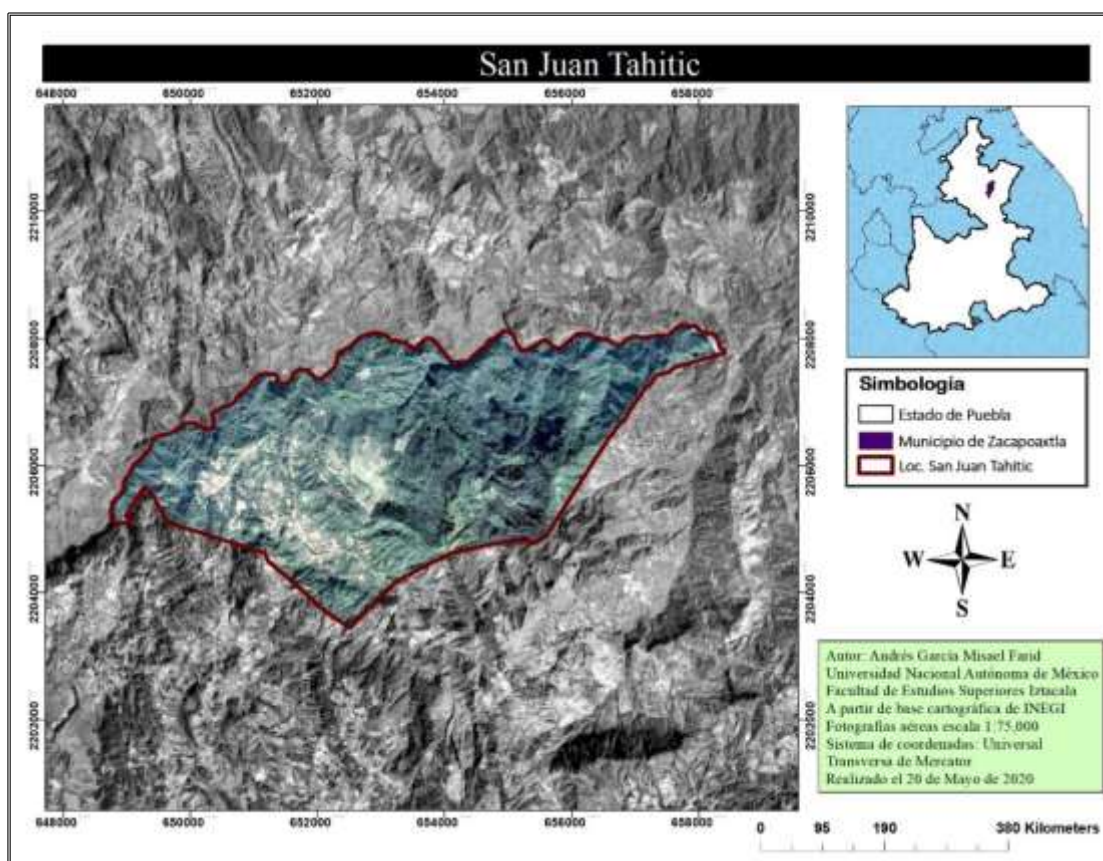 San Juan Tahitic
648000 650000 652000 654000 656000 658000
2210000 2210000
2208000 2208000
2206000 2206000
2204000 2204000
2202000 2202000
648000 650000 652000 654000 656000 658000
Simbología
Estado de Puebla
Municipio de Zacapoaxtla
Loc. San Juan Tahitic
N
W E
S
Autor: Andrés García Misael Farid
Universidad Nacional Autónoma de México
Facultad de Estudios Superiores Iztacala
A partir de base cartográfica de INEGI
Fotografías aéreas escala 1:75,000
Sistema de coordenadas: Universal
Transversa de Mercator
Realizado el 20 de Mayo de 2020
0 95 190 380 Kilometers